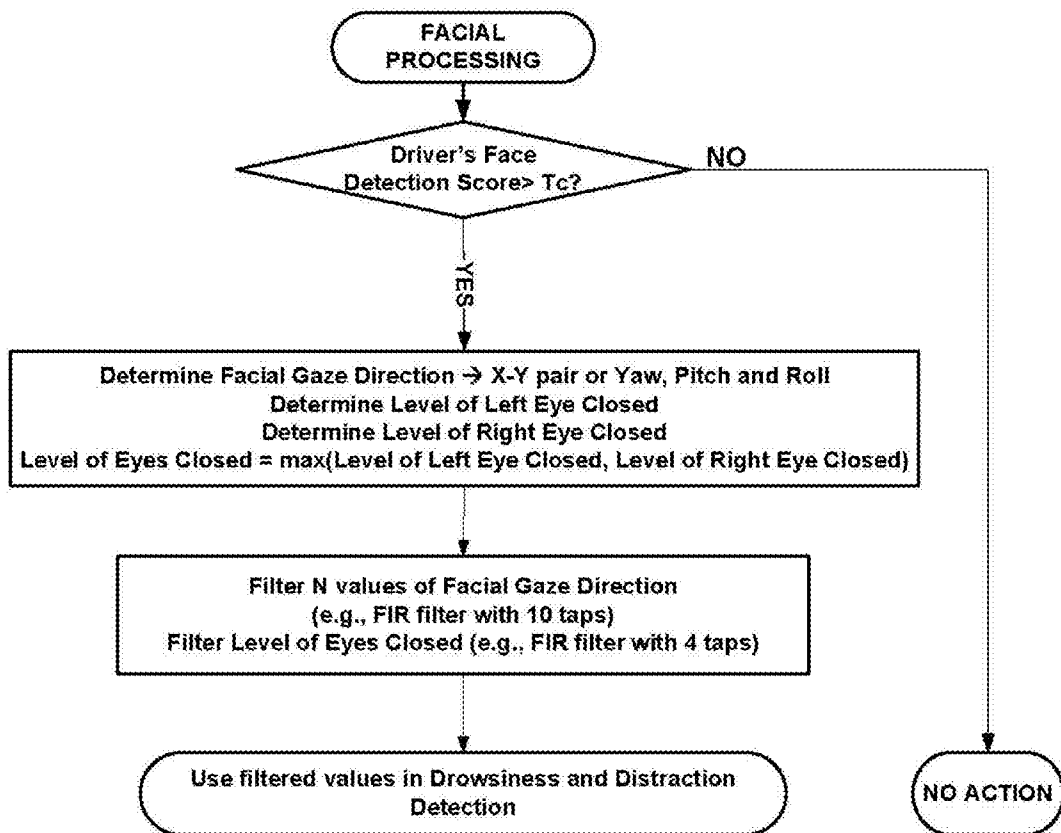 FACIAL
PROCESSING
Driver's Face
Detection Score> Tc?
NO
YES
Determine Facial Gaze Direction → X-Y pair or Yaw, Pitch and Roll
Determine Level of Left Eye Closed
Determine Level of Right Eye Closed
Level of Eyes Closed = max(Level of Left Eye Closed, Level of Right Eye Closed)
Filter N values of Facial Gaze Direction
(e.g., FIR filter with 10 taps)
Filter Level of Eyes Closed (e.g., FIR filter with 4 taps)
Use filtered values in Drowsiness and Distraction
Detection
NO ACTION